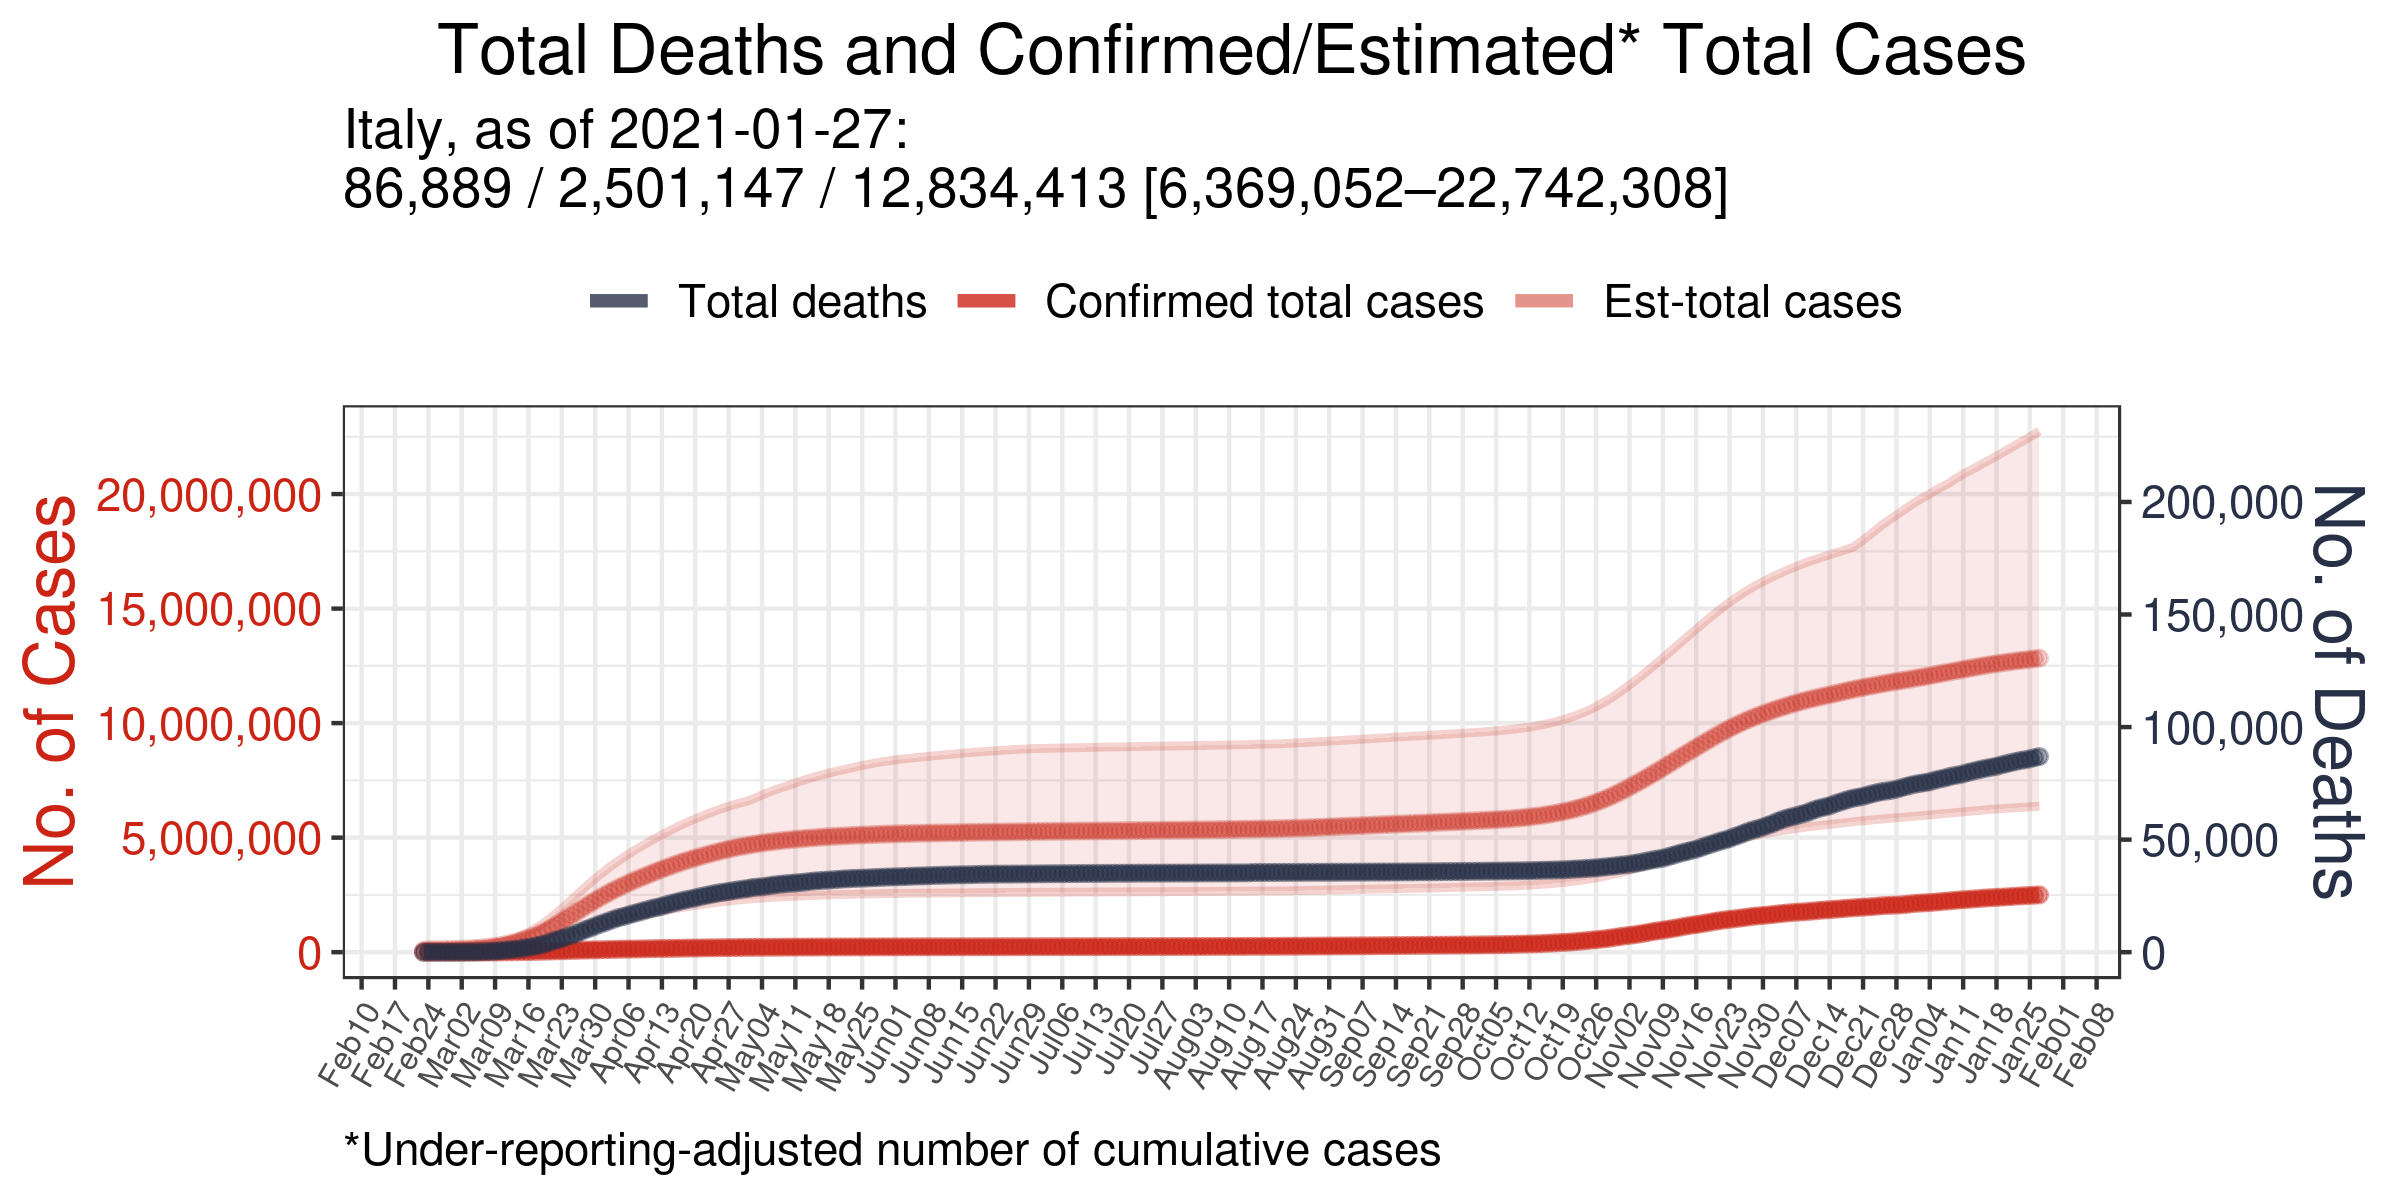 Total Deaths and Confirmed/Estimated* Total Cases
Italy, as of 2021-01-27:
86,889 / 2,501,147 / 12,834,413 [6,369,052–22,742,308]
Total deaths
Confirmed total cases
Est-total cases
No. of Cases
20,000,000
15,000,000
10,000,000
5,000,000
0
200,000
150,000
100,000
50,000
0
No. of Deaths
Feb10
Feb17
Feb24
Mar02
Mar09
Mar16
Mar23
Mar30
Apr06
Apr13
Apr20
Apr27
May04
May11
May18
May25
Jun01
Jun08
Jun15
Jun22
Jun29
Jul06
Jul13
Jul20
Jul27
Aug03
Aug10
Aug17
Aug24
Aug31
Sep07
Sep14
Sep21
Sep28
Oct05
Oct12
Oct19
Oct26
Nov02
Nov09
Nov16
Nov23
Nov30
Dec07
Dec14
Dec21
Dec28
Jan04
Jan11
Jan18
Jan25
Feb01
Feb08
*Under-reporting-adjusted number of cumulative cases